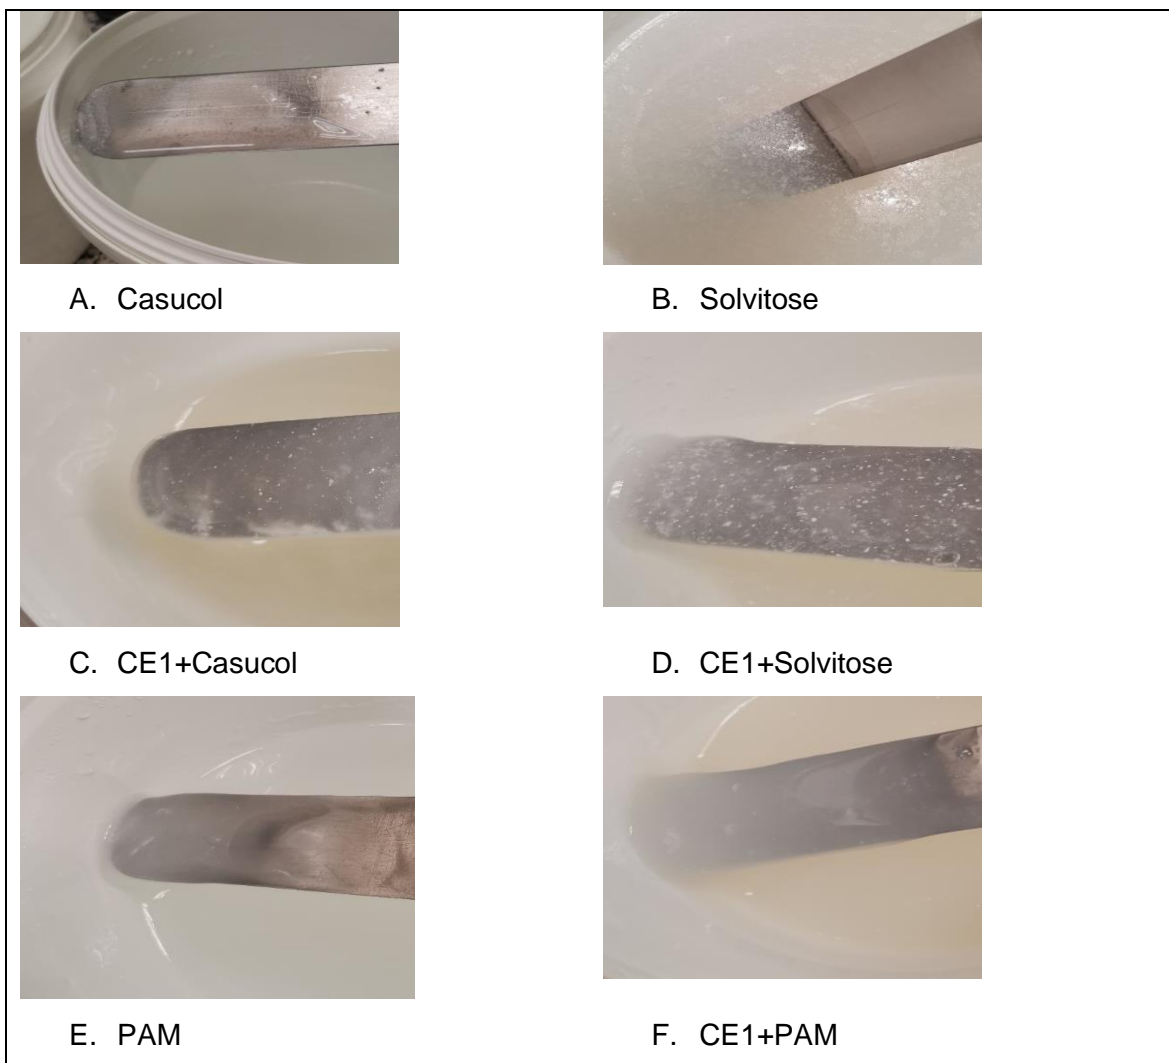 A. Casucol
B. Solvitose
C. CE1+Casucol
D. CE1+Solvitose
E. PAM
F. CE1+PAM